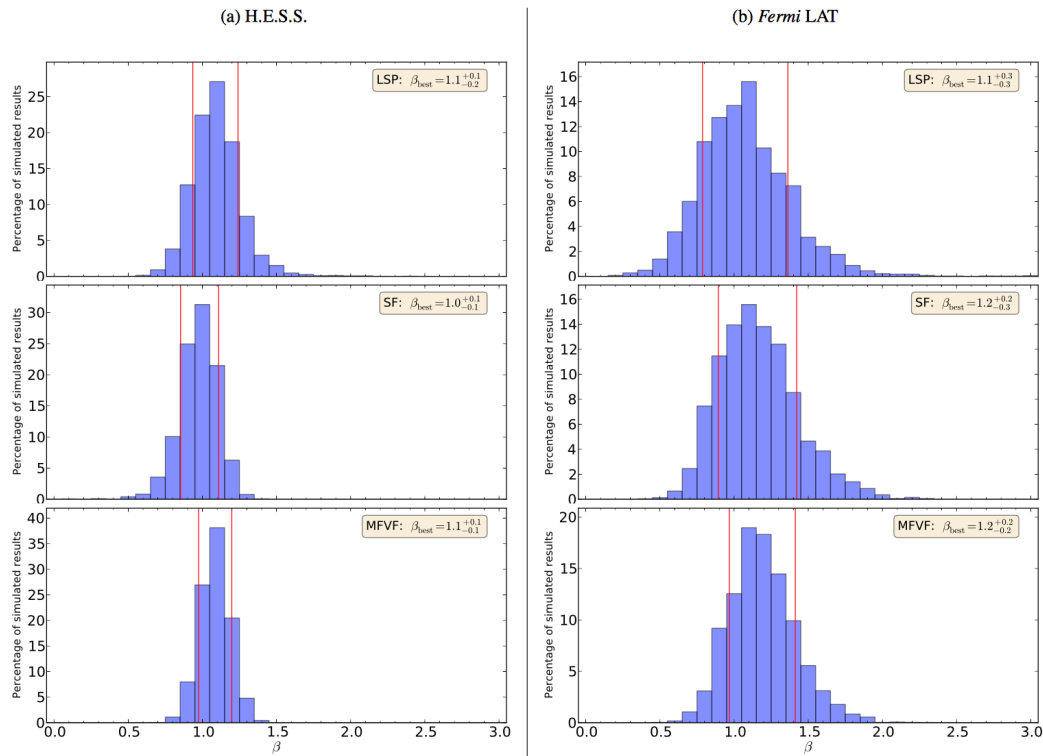 (a) H.E.S.S.
Percentage of simulated results
25
20
15
10
5
0
LSP: β_best=1.1^{+0.1}_{-0.2}
Percentage of simulated results
30
25
20
15
10
5
0
SF: β_best=1.0^{+0.1}_{-0.1}
Percentage of simulated results
40
35
30
25
20
15
10
5
0
MFVF: β_best=1.1^{+0.1}_{-0.1}
0.0 0.5 1.0 1.5 2.0 2.5 3.0
β
(b) Fermi LAT
Percentage of simulated results
16
14
12
10
8
6
4
2
0
LSP: β_best=1.1^{+0.3}_{-0.3}
Percentage of simulated results
16
14
12
10
8
6
4
2
0
SF: β_best=1.2^{+0.2}_{-0.3}
Percentage of simulated results
20
15
10
5
0
MFVF: β_best=1.2^{+0.2}_{-0.2}
0.0 0.5 1.0 1.5 2.0 2.5 3.0
β